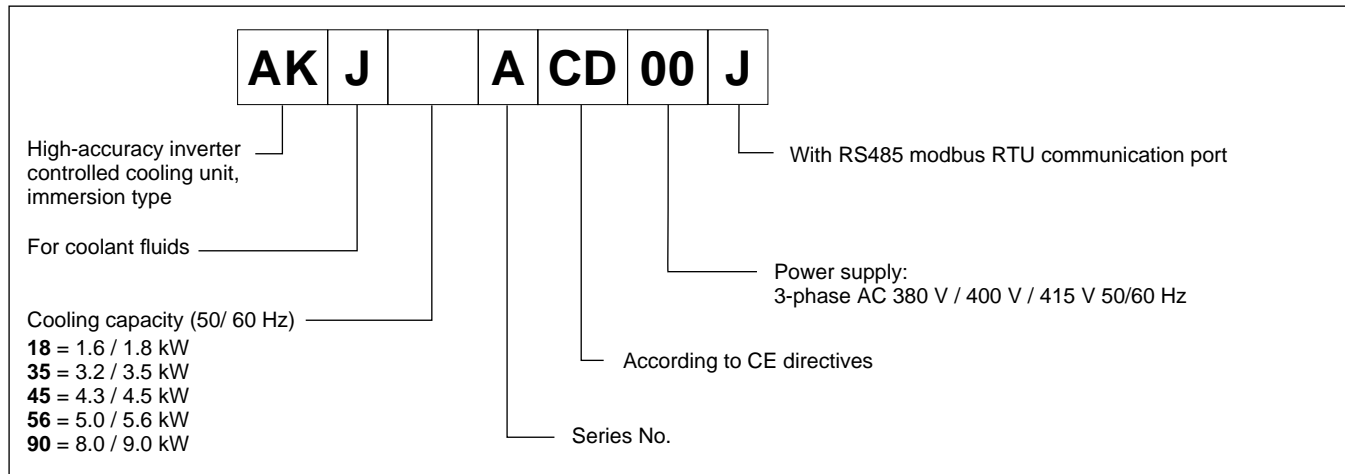 AK J A CD 00 J
High-accuracy inverter
controlled cooling unit,
immersion type
For coolant fluids
Cooling capacity (50/ 60 Hz)
18 = 1.6 / 1.8 kW
35 = 3.2 / 3.5 kW
45 = 4.3 / 4.5 kW
56 = 5.0 / 5.6 kW
90 = 8.0 / 9.0 kW
With RS485 modbus RTU communication port
Power supply:
3-phase AC 380 V / 400 V / 415 V 50/60 Hz
According to CE directives
Series No.